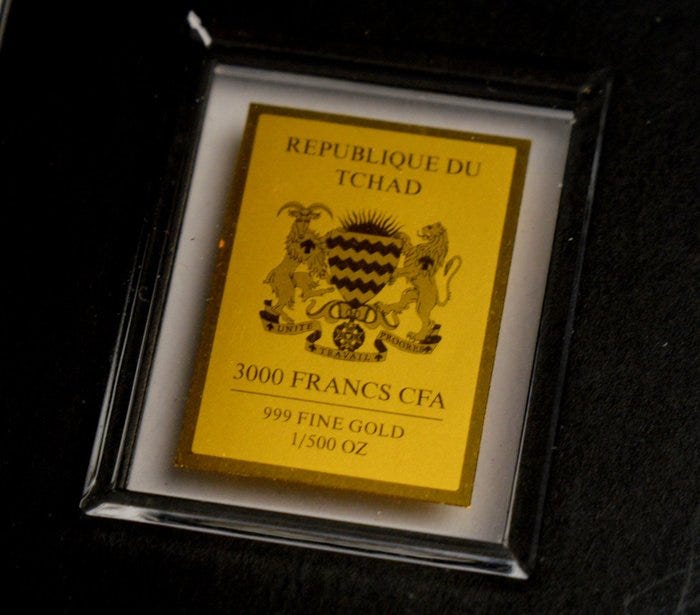 REPUBLIQUE DU
TCHAD
UNITE
TRAVAIL
PROGRES
3000 FRANCS CFA
999 FINE GOLD
1/500 OZ